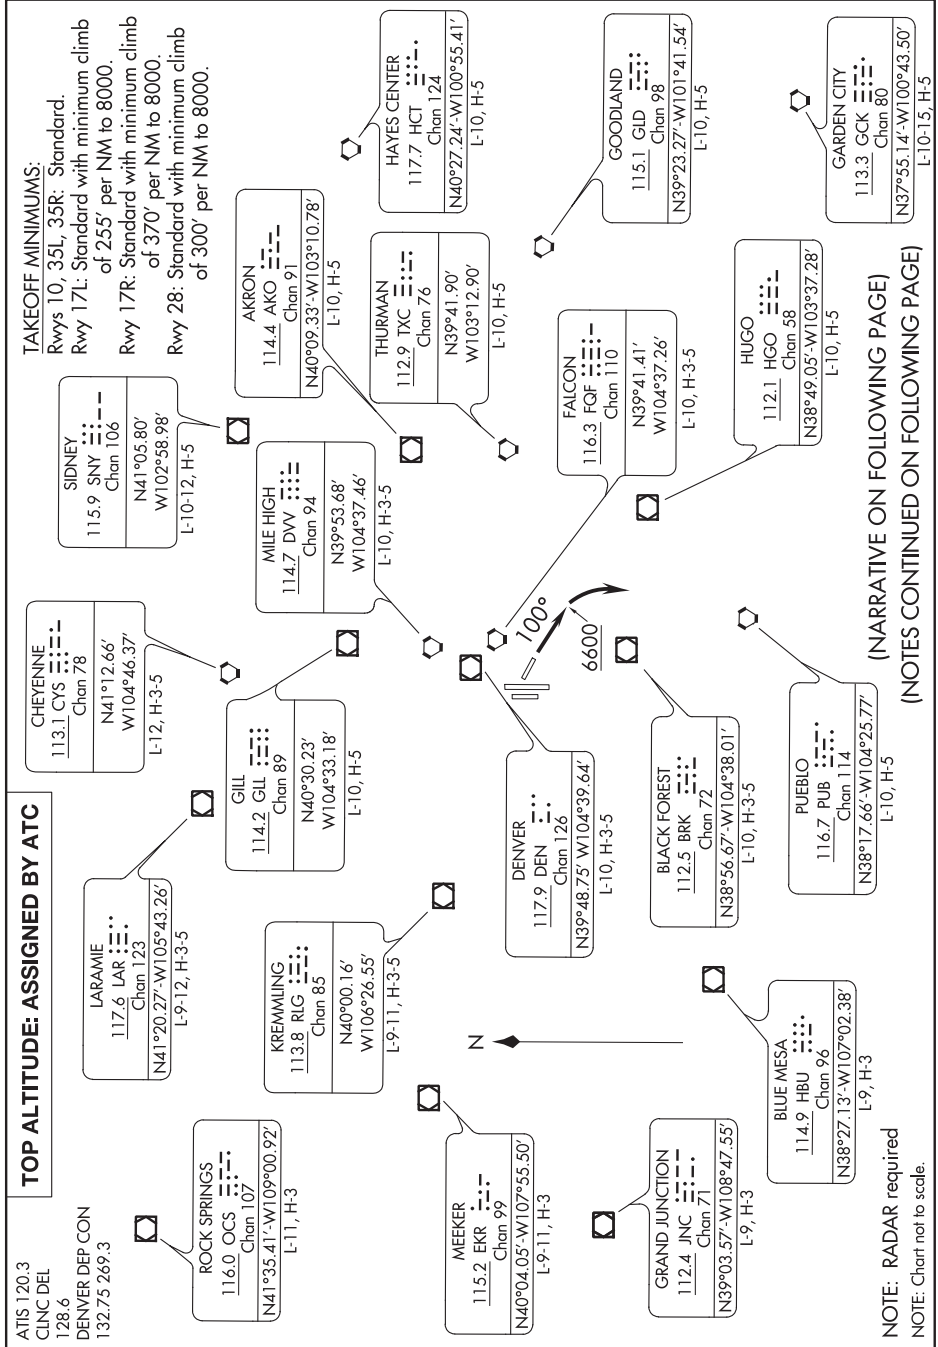 TOP ALTITUDE: ASSIGNED BY ATC
ATIS 120.3
CLNC DEL
128.6
DENVER DEP CON
132.75 269.3
TAKEOFF MINIMUMS:
Rwys 10, 35L, 35R: Standard.
Rwy 17L: Standard with minimum climb
of 255' per NM to 8000.
Rwy 17R: Standard with minimum climb
of 370' per NM to 8000.
Rwy 28: Standard with minimum climb
of 300' per NM to 8000.
ROCK SPRINGS
116.0 OCS
Chan 107
N41°35.41'-W109°00.92'
L-11, H-3
LARAMIE
117.6 LAR
Chan 123
N41°20.27'-W105°43.26'
L-9-12, H-3-5
CHEYENNE
113.1 CYS
Chan 78
N41°12.66'
W104°46.37'
L-12, H-3-5
SIDNEY
115.9 SNY
Chan 106
N41°05.80'
W102°58.98'
L-10-12, H-5
GILL
114.2 GLL
Chan 89
N40°30.23'
W104°33.18'
L-10, H-5
MILE HIGH
114.7 DVV
Chan 94
N39°53.68'
W104°37.46'
L-10, H-3-5
AKRON
114.4 AKO
Chan 91
N40°09.33'-W103°10.78'
L-10, H-5
HAYES CENTER
117.7 HCT
Chan 124
N40°27.24'-W100°55.41'
L-10, H-5
THURMAN
112.9 TXC
Chan 76
N39°41.90'
W103°12.90'
L-10, H-5
KREMMLING
113.8 RLG
Chan 85
N40°00.16'
W106°26.55'
L-9-11, H-3-5
N
MEEKER
115.2 EKR
Chan 99
N40°04.05'-W107°55.50'
L-9-11, H-3
DENVER
117.9 DEN
Chan 126
N39°48.75' W104°39.64'
L-10, H-3-5
100°
6600
FALCON
116.3 FQF
Chan 110
N39°41.41'
W104°37.26'
L-10, H-3-5
GOODLAND
115.1 GLD
Chan 98
N39°23.27'-W101°41.54'
L-10, H-5
GRAND JUNCTION
112.4 JNC
Chan 71
N39°03.57'-W108°47.55'
L-9, H-3
BLACK FOREST
112.5 BRK
Chan 72
N38°56.67'-W104°38.01'
L-10, H-3-5
HUGO
112.1 HGO
Chan 58
N38°49.05'-W103°37.28'
L-10, H-5
GARDEN CITY
113.3 GCK
Chan 80
N37°55.14'-W100°43.50'
L-10-15, H-5
BLUE MESA
114.9 HBU
Chan 96
N38°27.13'-W107°02.38'
L-9, H-3
PUEBLO
116.7 PUB
Chan 114
N38°17.66'-W104°25.77'
L-10, H-5
(NARRATIVE ON FOLLOWING PAGE)
(NOTES CONTINUED ON FOLLOWING PAGE)
NOTE: RADAR required
NOTE: Chart not to scale.